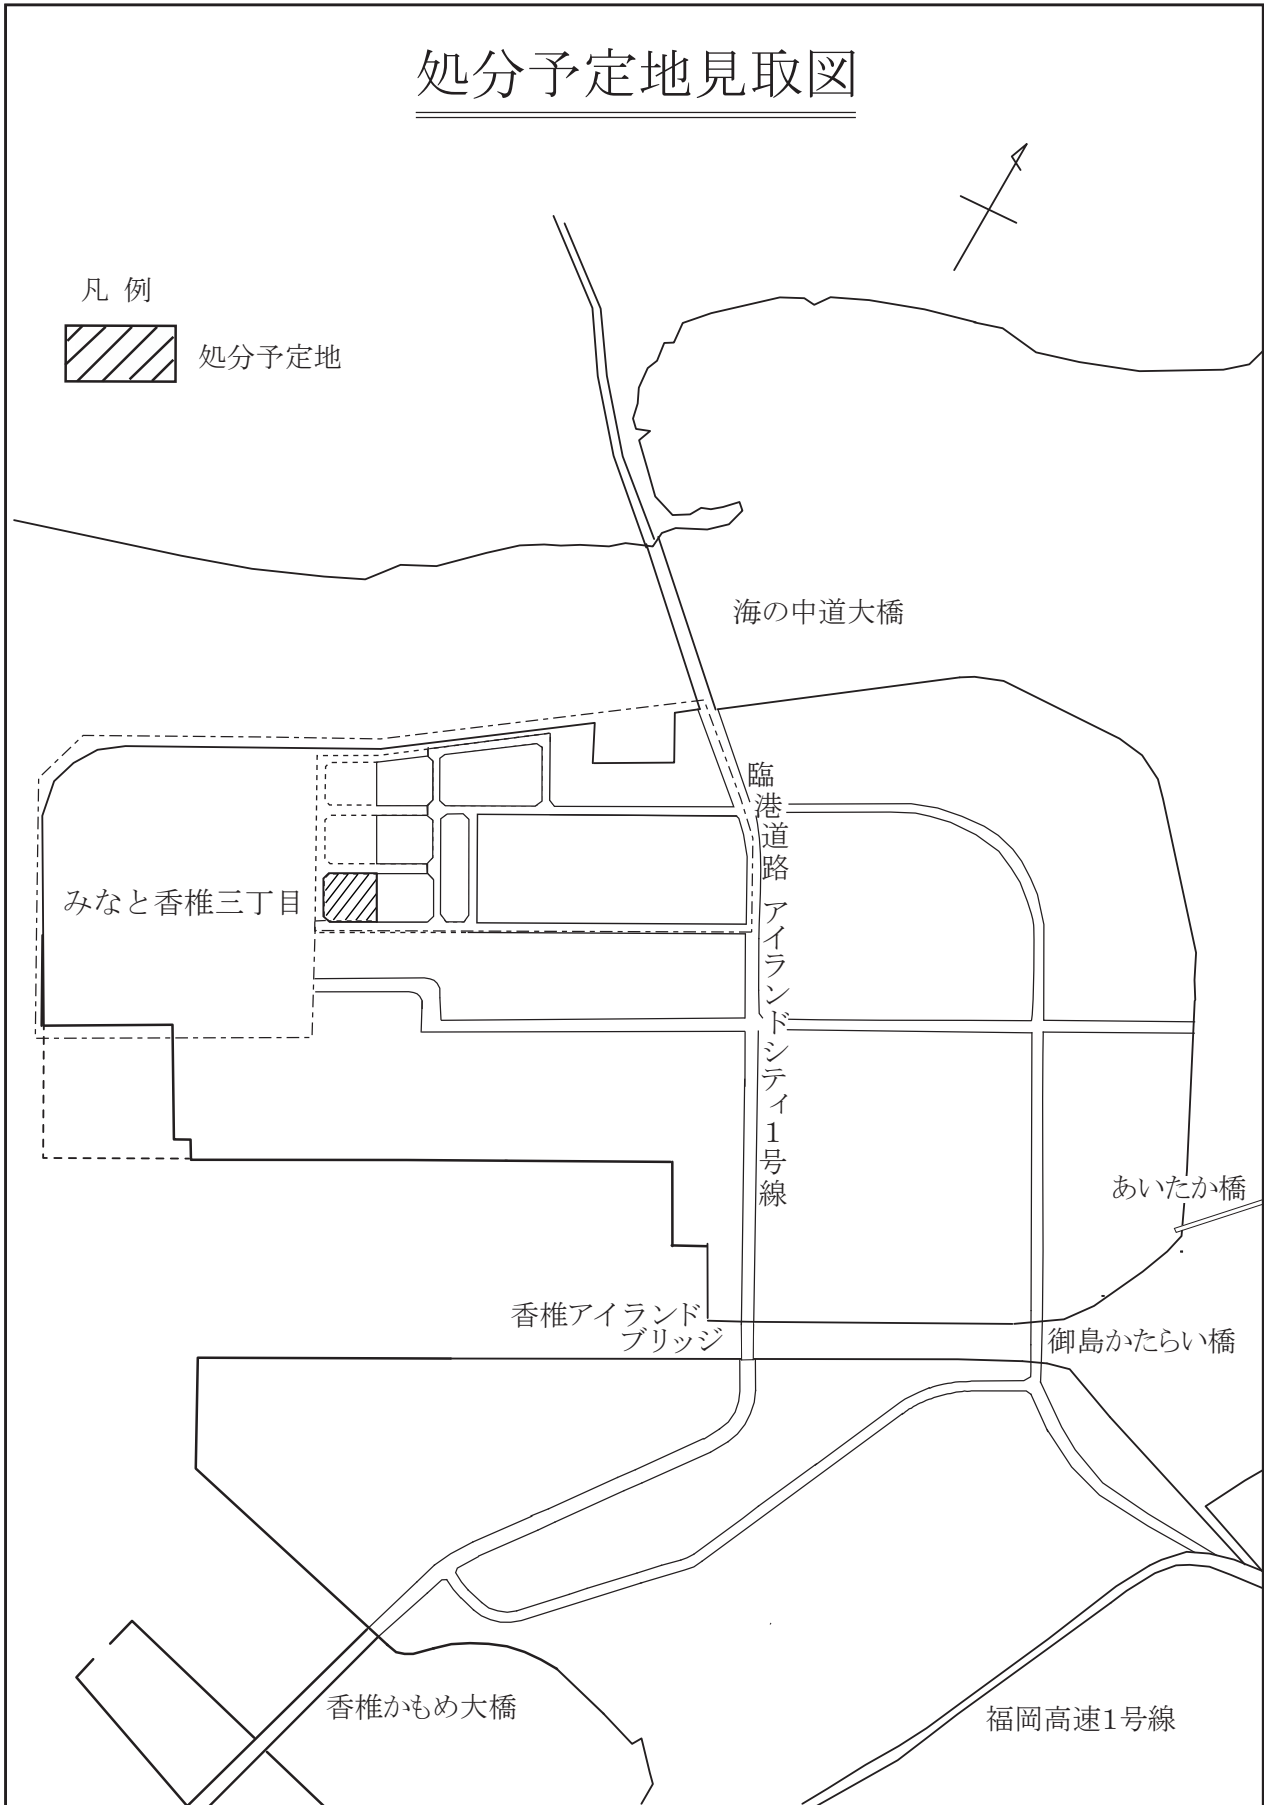 処分予定地見取図
凡 例
処分予定地
海の中道大橋
臨港道路 アイランドシティ1号線
みなと香椎三丁目
あいたか橋
香椎アイランド
ブリッジ
御島かたらい橋
香椎かもめ大橋
福岡高速1号線